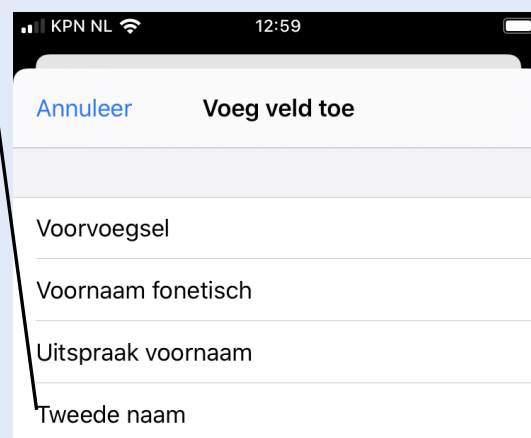 KPN NL 12:59
Annuleer Voeg veld toe
Voorvoegsel
Voornaam fonetisch
Uitspraak voornaam
Tweede naam